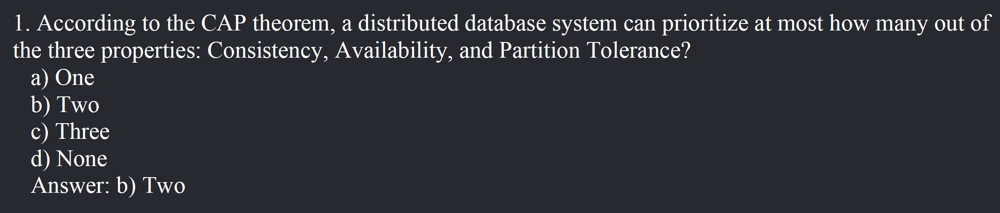 1. According to the CAP theorem, a distributed database system can prioritize at most how many out of
the three properties: Consistency, Availability, and Partition Tolerance?
a) One
b) Two
c) Three
d) None
Answer: b) Two